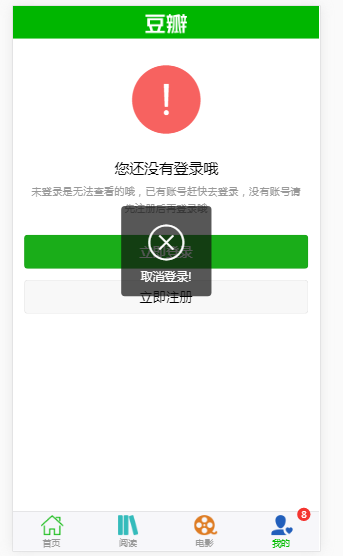 豆瓣
!
您还没有登录哦
未登录是无法查看的哦，已有账号赶快去登录，没有账号请
先注册后再登录哦
立即登录
取消登录!
立即注册
8
首页 阅读 电影 我的